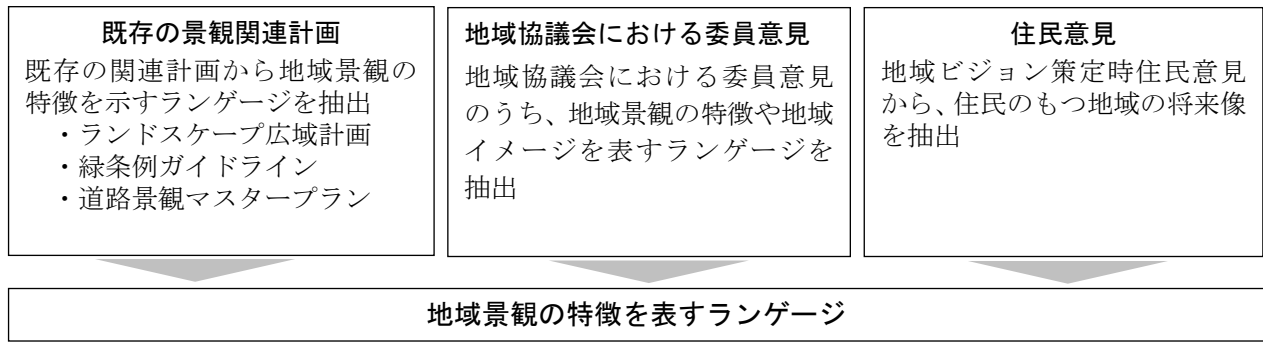 既存の景観関連計画
既存の関連計画から地域景観の
特徴を示すランゲージを抽出
・ランドスケープ広域計画
・緑条例ガイドライン
・道路景観マスタープラン
地域協議会における委員意見
地域協議会における委員意見
のうち、地域景観の特徴や地域
イメージを表すランゲージを
抽出
住民意見
地域ビジョン策定時住民意見
から、住民のもつ地域の将来像
を抽出
地域景観の特徴を表すランゲージ